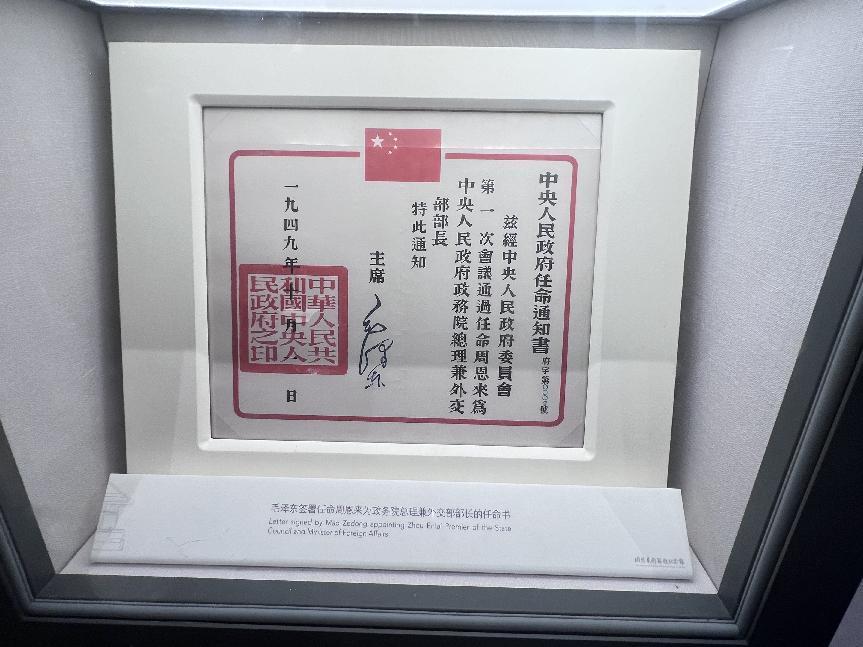 中央人民政府任命通知書
府字第 號
茲經中央人民政府委員會
第一次會議通過任命周恩來爲
中央人民政府政務院總理兼外交
部部長
特此通知
主席 毛澤東
一九四九年十月 日
中華人民共
和國中央人
民政府之印
毛泽东签署任命周恩来为政务院总理兼外交部部长的任命书
Letter signed by Mao Zedong appointing Zhou Enlai Premier of the State
Council and Minister of Foreign Affairs